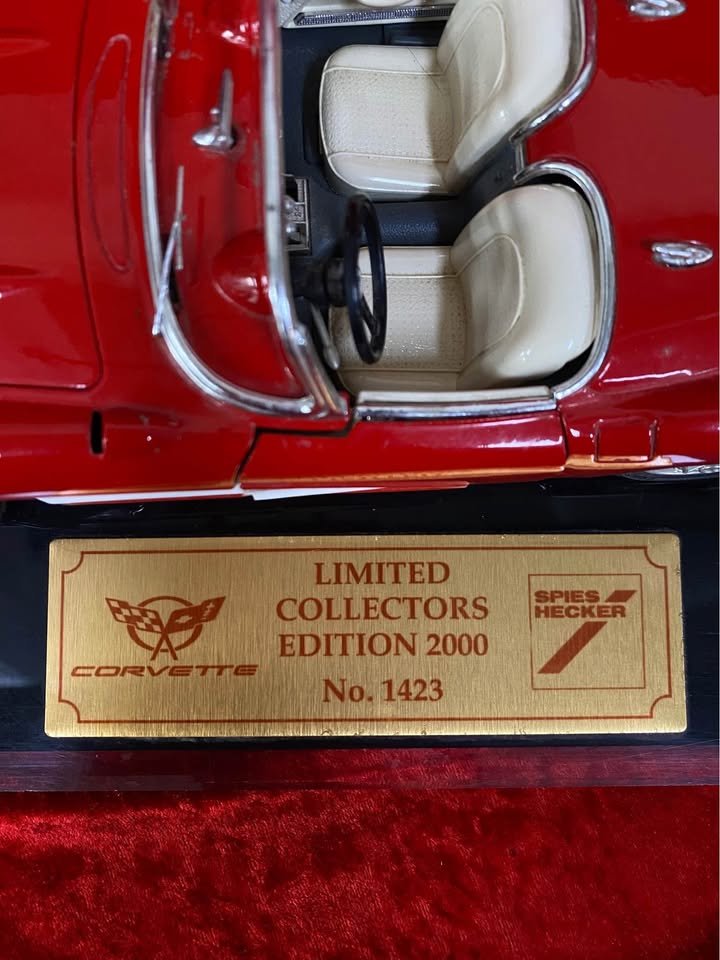 LIMITED
COLLECTORS
EDITION 2000
No. 1423
CORVETTE
SPIES
HECKER